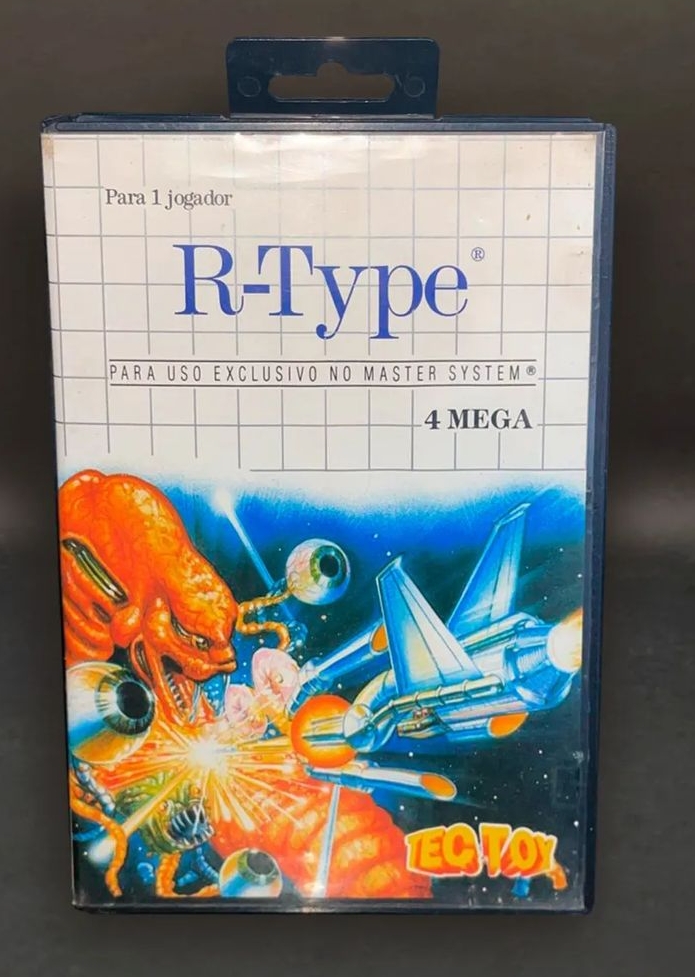 Para 1 jogador
R-Type®
PARA USO EXCLUSIVO NO MASTER SYSTEM®
4 MEGA
TEC TOY